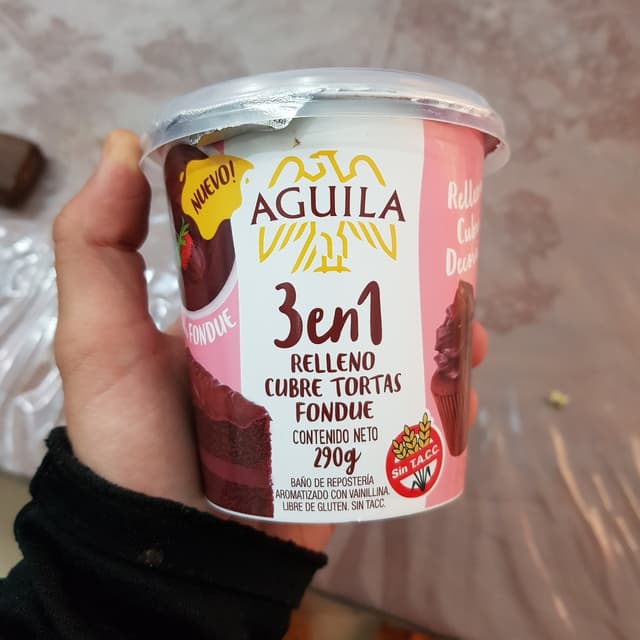 NUEVO!
AGUILA
3en1
RELLENO
CUBRE TORTAS
FONDUE
CONTENIDO NETO
290g
BAÑO DE REPOSTERÍA
AROMATIZADO CON VAINILLINA.
LIBRE DE GLUTEN. SIN TACC.
FONDUE
Sin T.A.C.C.